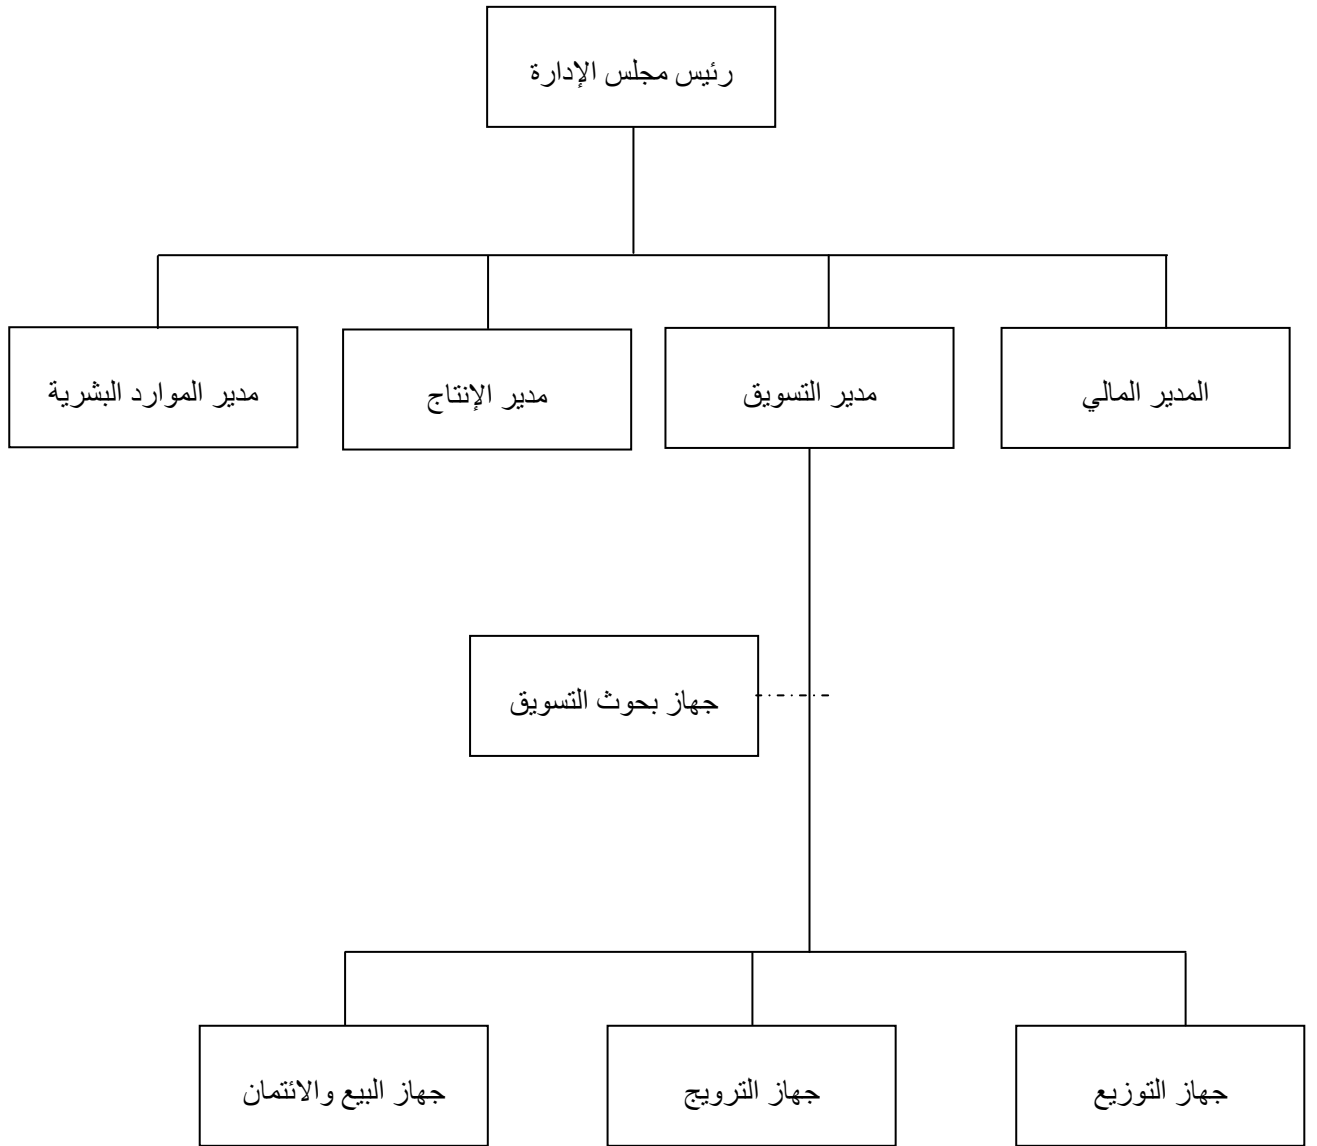 رئيس مجلس الإدارة
المدير المالي
مدير التسويق
مدير الإنتاج
مدير الموارد البشرية
جهاز بحوث التسويق
جهاز التوزيع
جهاز الترويج
جهاز البيع والائتمان